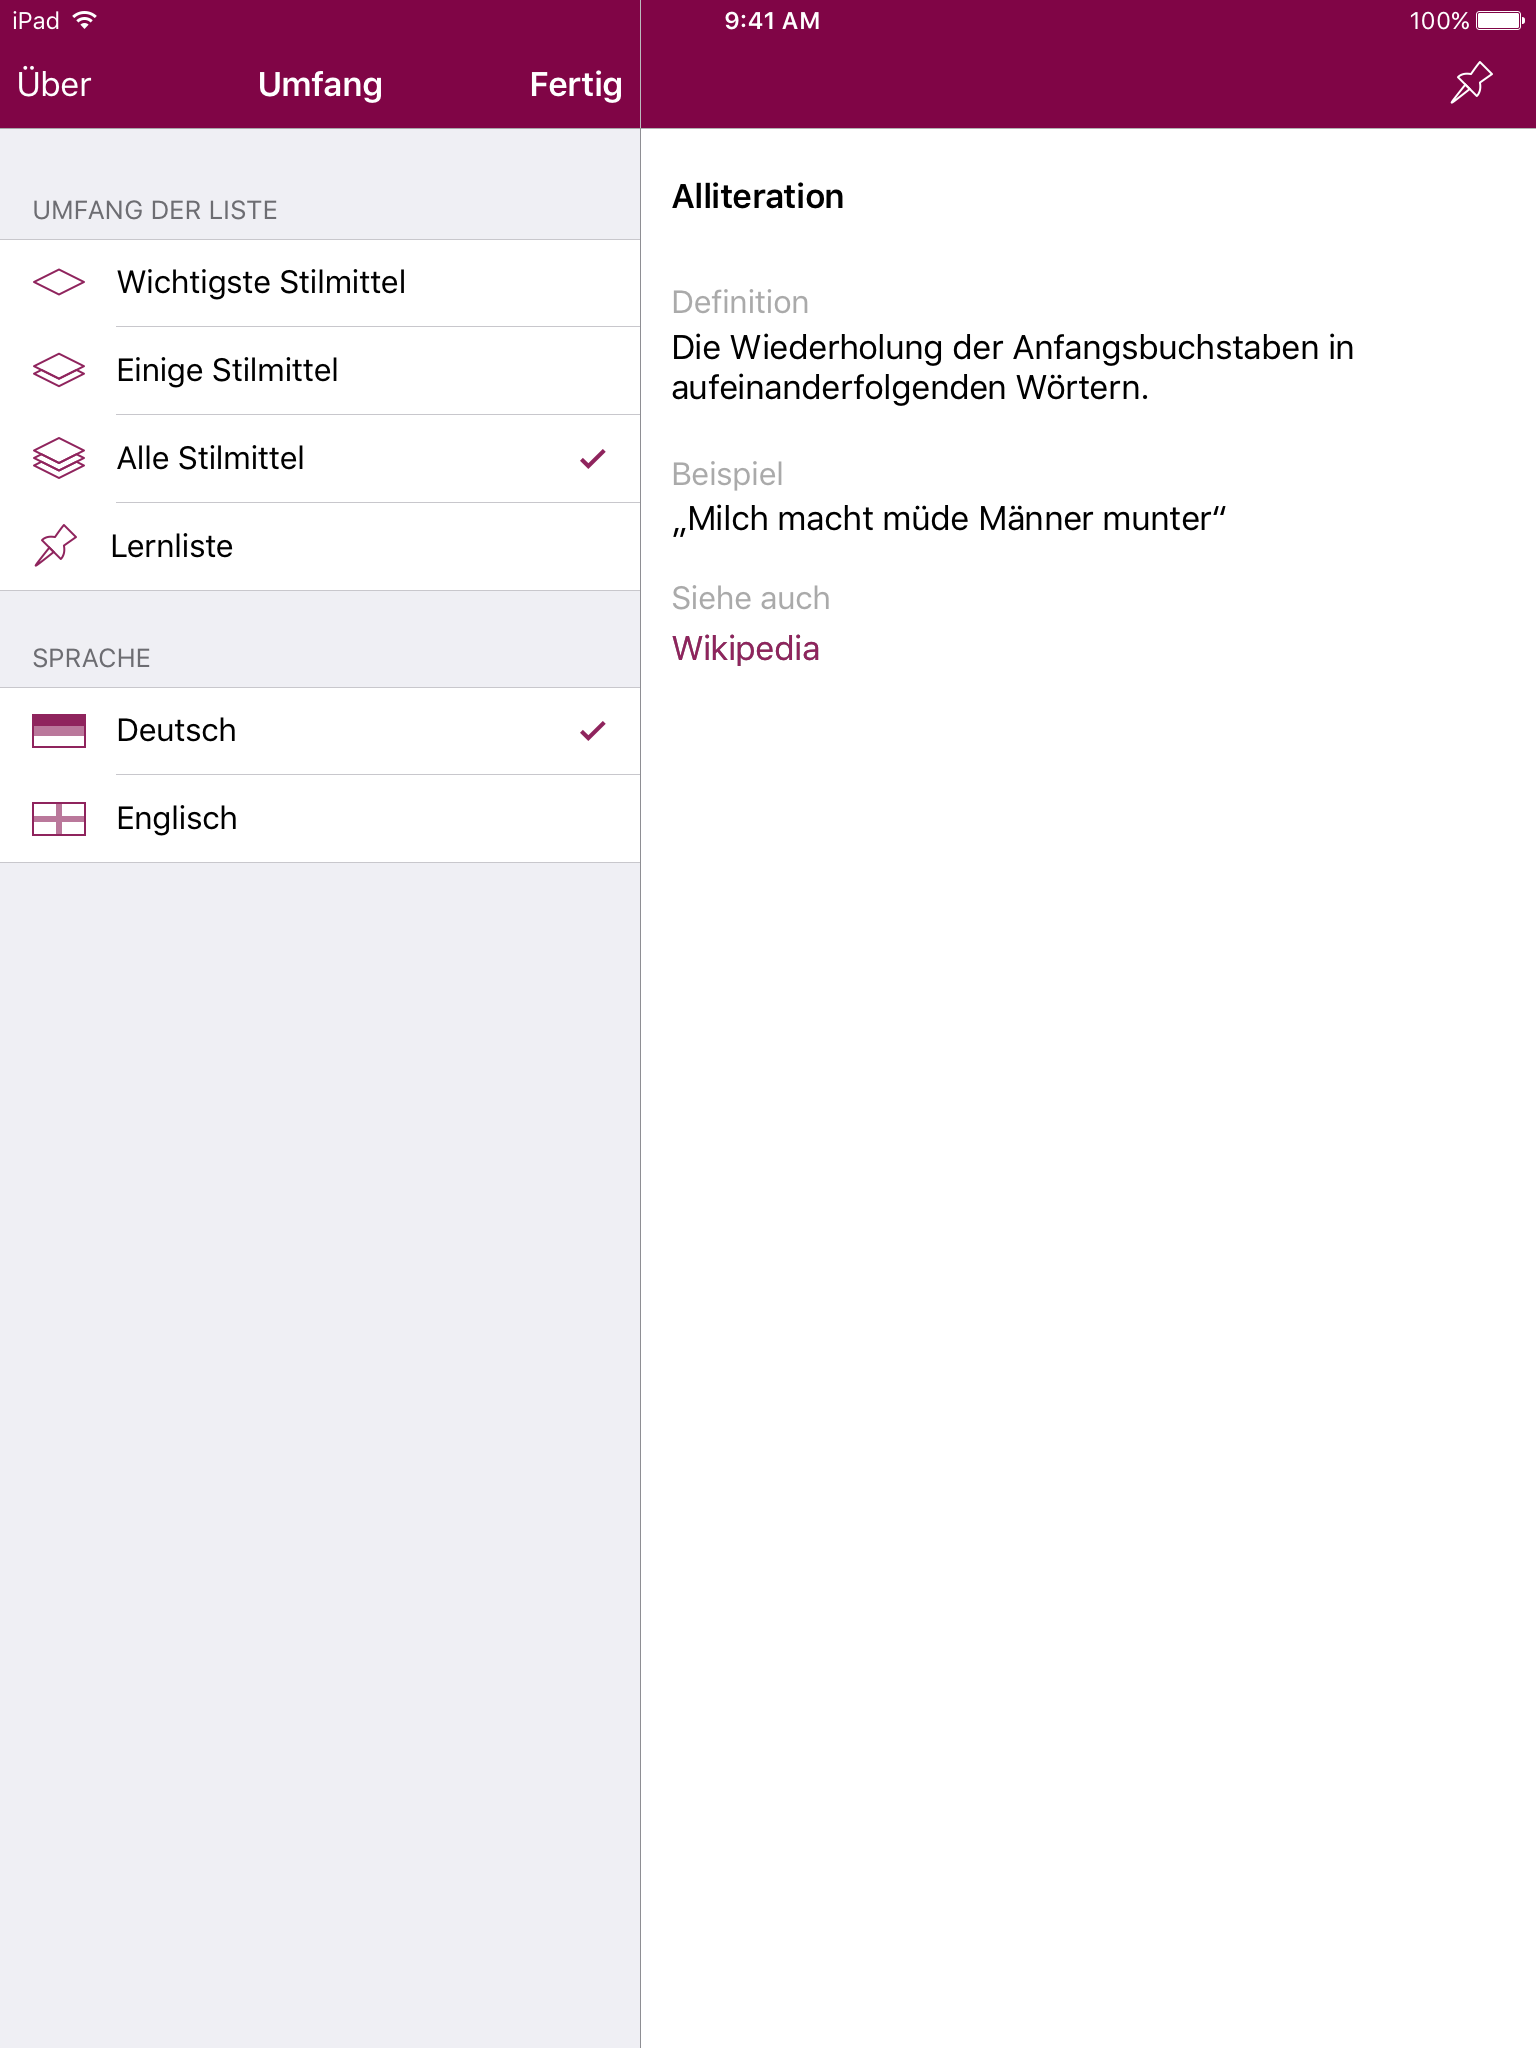 iPad
9:41 AM
100%
Über
Umfang
Fertig
UMFANG DER LISTE
Wichtigste Stilmittel
Einige Stilmittel
Alle Stilmittel
Lernliste
SPRACHE
Deutsch
Englisch
Alliteration
Definition
Die Wiederholung der Anfangsbuchstaben in
aufeinanderfolgenden Wörtern.
Beispiel
„Milch macht müde Männer munter“
Siehe auch
Wikipedia